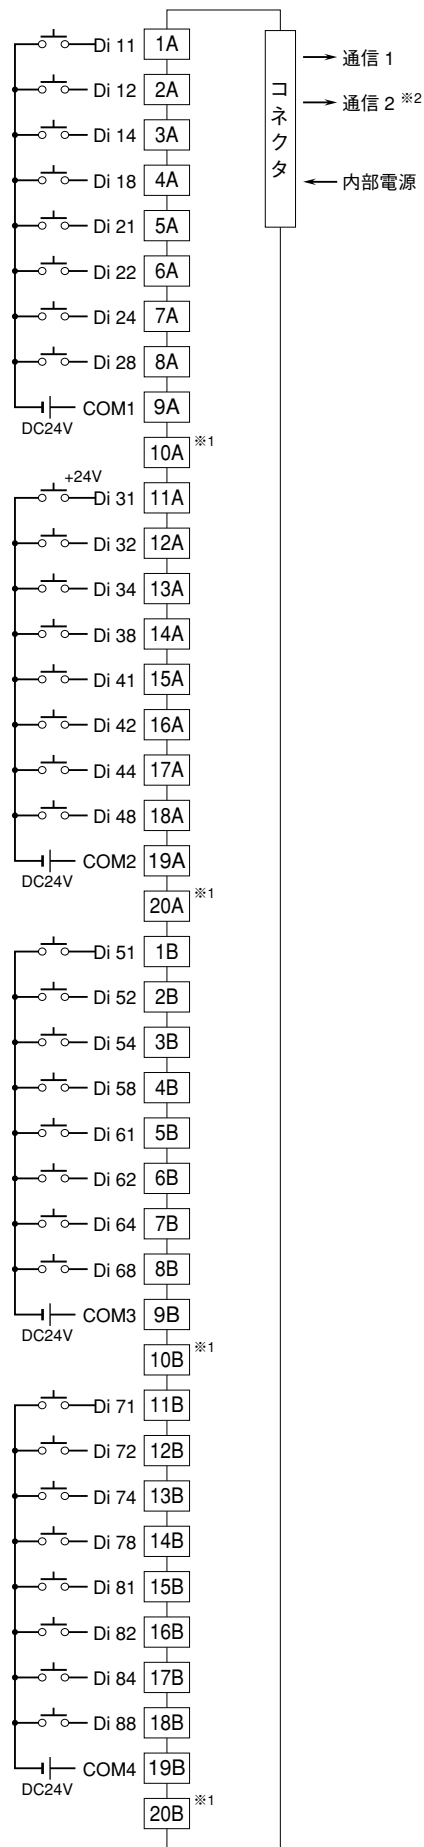 Di 11 1A
Di 12 2A
Di 14 3A
Di 18 4A
Di 21 5A
Di 22 6A
Di 24 7A
Di 28 8A
COM1 9A
DC24V
10A ※1
+24V
Di 31 11A
Di 32 12A
Di 34 13A
Di 38 14A
Di 41 15A
Di 42 16A
Di 44 17A
Di 48 18A
COM2 19A
DC24V
20A ※1
Di 51 1B
Di 52 2B
Di 54 3B
Di 58 4B
Di 61 5B
Di 62 6B
Di 64 7B
Di 68 8B
COM3 9B
DC24V
10B ※1
Di 71 11B
Di 72 12B
Di 74 13B
Di 78 14B
Di 81 15B
Di 82 16B
Di 84 17B
Di 88 18B
COM4 19B
DC24V
20B ※1
コネクタ
通信 1
通信 2 ※2
内部電源